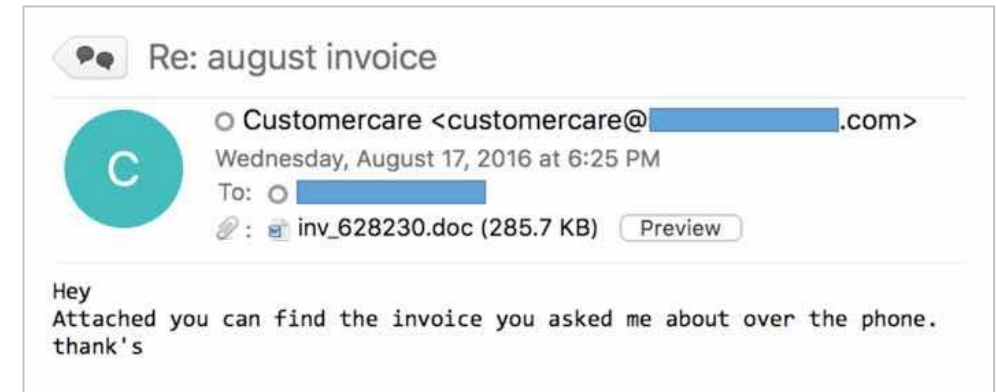 Re: august invoice
Customercare <customercare@ .com>
Wednesday, August 17, 2016 at 6:25 PM
To:
: inv_628230.doc (285.7 KB) Preview
C
Hey
Attached you can find the invoice you asked me about over the phone.
thank's